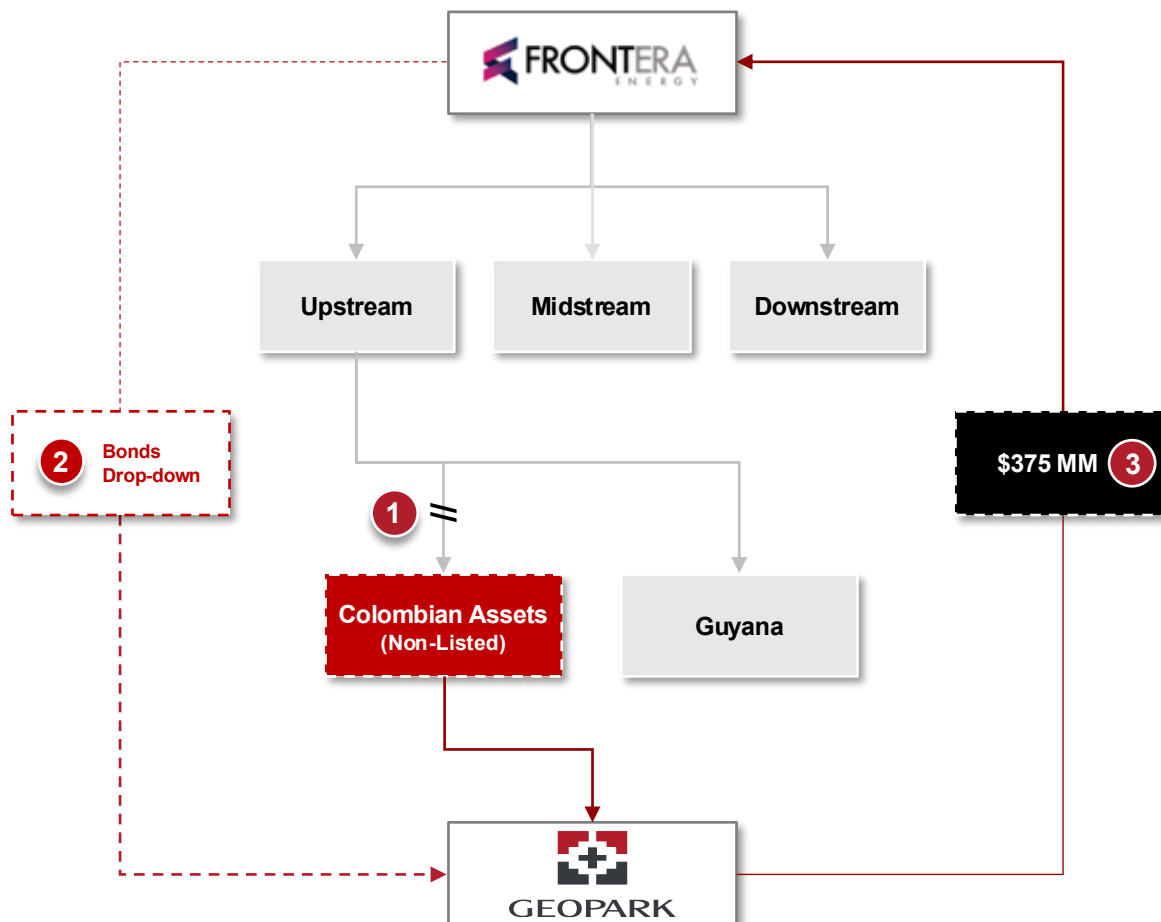 FRONTERA
ENERGY
Upstream
Midstream
Downstream
2
Bonds
Drop-down
$375 MM
3
1
Colombian Assets
(Non-Listed)
Guyana
GEOPARK